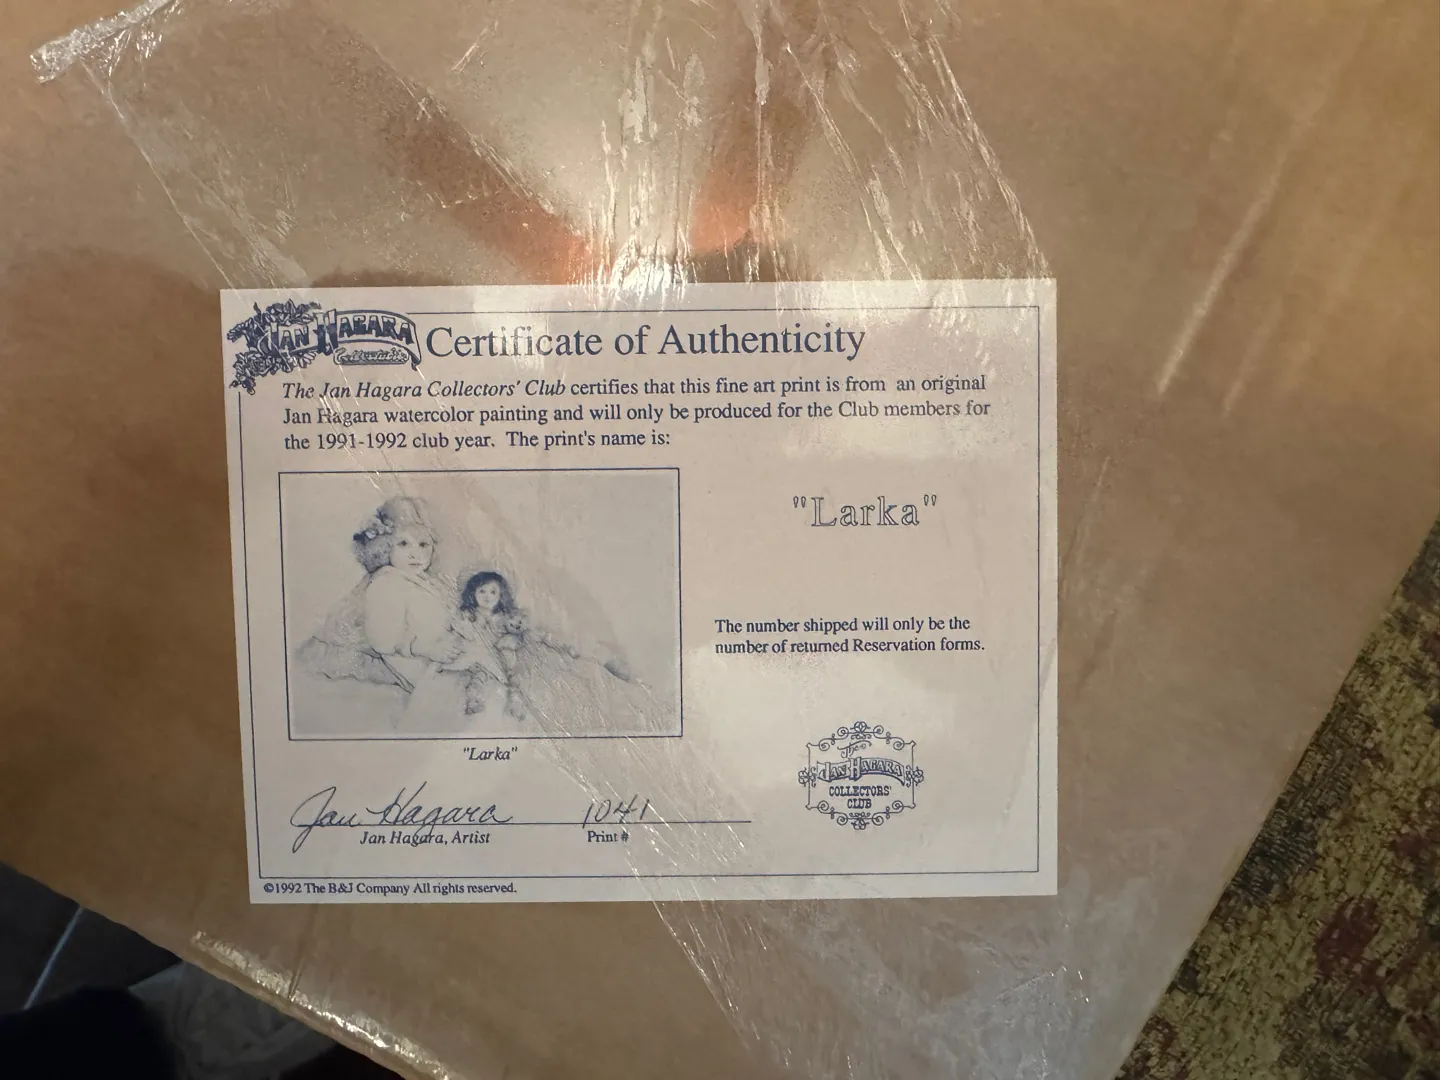 JAN HAGARA
Collectables
Certificate of Authenticity
The Jan Hagara Collectors' Club certifies that this fine art print is from an original
Jan Hagara watercolor painting and will only be produced for the Club members for
the 1991-1992 club year. The print's name is:
"Larka"
The number shipped will only be the
number of returned Reservation forms.
"Larka"
Jan Hagara 1041
Jan Hagara, Artist Print #
The
JAN HAGARA
COLLECTORS'
CLUB
©1992 The B&J Company All rights reserved.